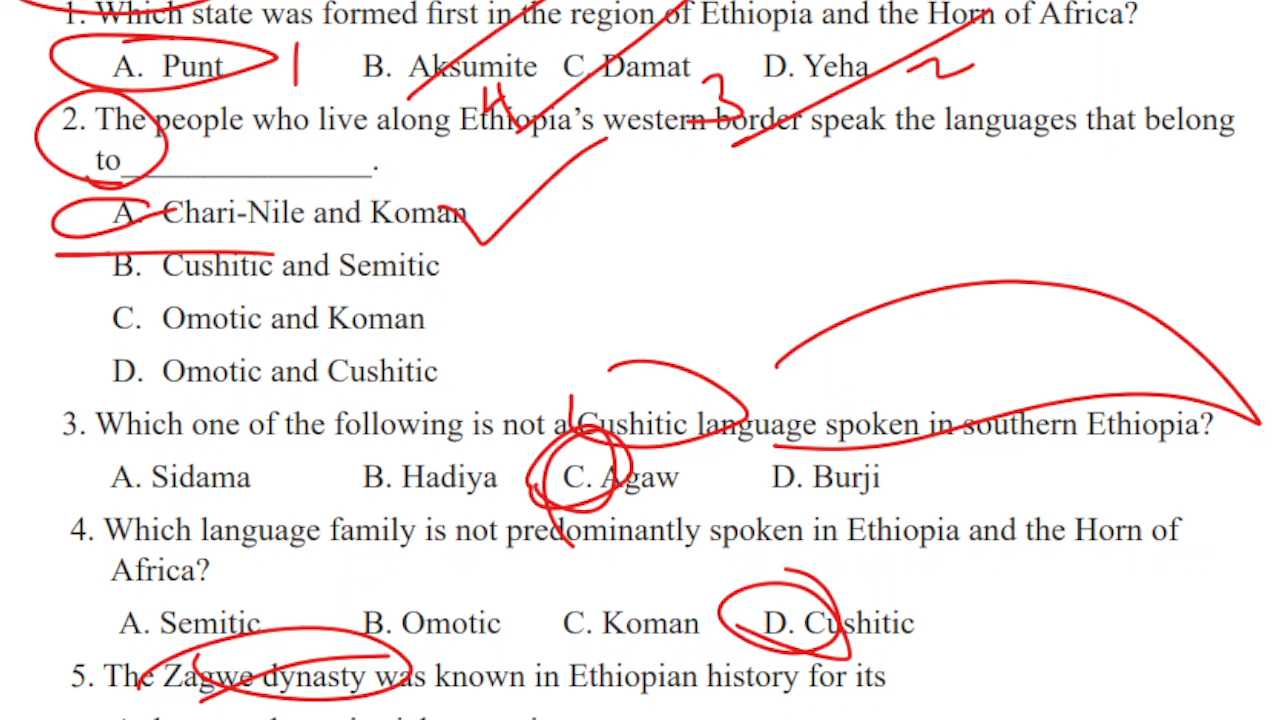 1. Which state was formed first in the region of Ethiopia and the Horn of Africa?
A. Punt 1 B. Aksumite C. Damat D. Yeha 2
4 3
2. The people who live along Ethiopia's western border speak the languages that belong
to__________________.
A. Chari-Nile and Koman
B. Cushitic and Semitic
C. Omotic and Koman
D. Omotic and Cushitic
3. Which one of the following is not a Cushitic language spoken in southern Ethiopia?
A. Sidama B. Hadiya C. Agaw D. Burji
4. Which language family is not predominantly spoken in Ethiopia and the Horn of
Africa?
A. Semitic B. Omotic C. Koman D. Cushitic
5. The Zagwe dynasty was known in Ethiopian history for its